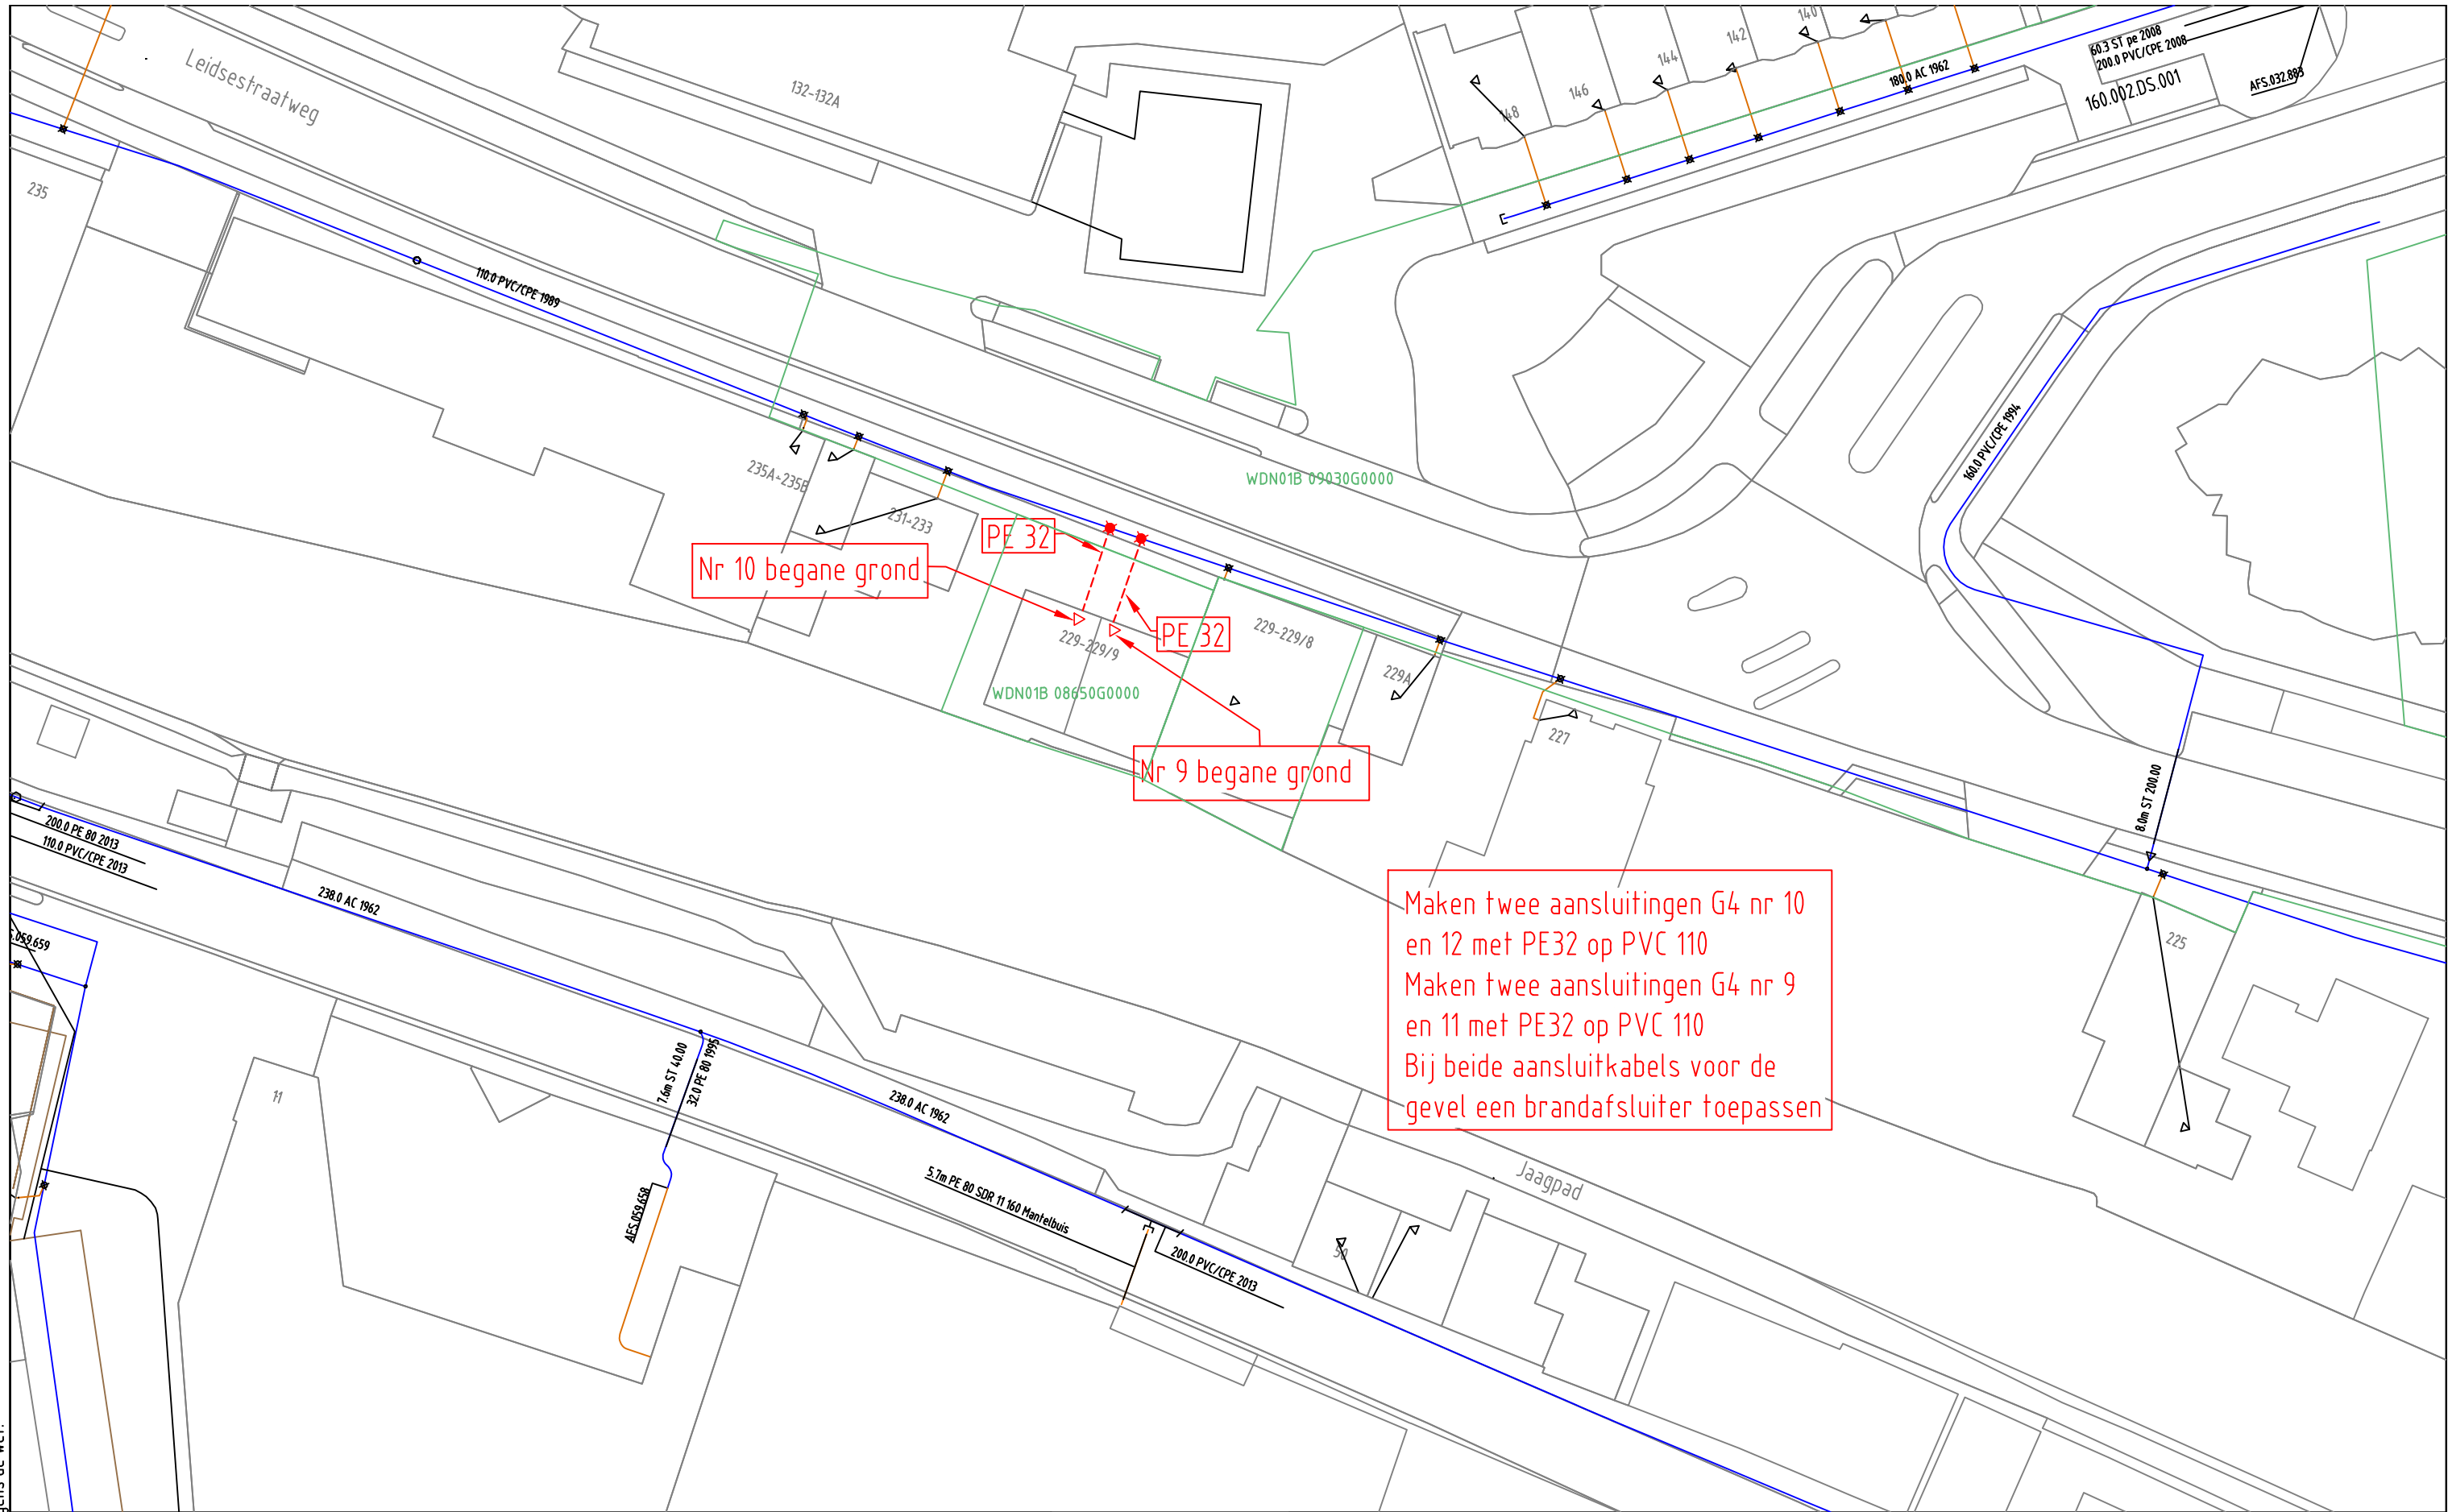 Leidsestraatweg
132-132A
148
146
144
142
140
180.0 AC 1962
60.3 ST pe 2008
200.0 PVC/CPE 2008
160.002.DS.001
AFS.032.883
235
110.0 PVC/CPE 1989
160.0 PVC/CPE 1994
WDN01B 09030G0000
235A+235B
231+233
PE 32
Nr 10 begane grond
PE 32
229-229/9
229-229/8
229A
WDN01B 08650G0000
227
Nr 9 begane grond
8.0m ST 200.00
200.0 PE 80 2013
110.0 PVC/CPE 2013
238.0 AC 1962
.059.659
Maken twee aansluitingen G4 nr 10
en 12 met PE32 op PVC 110
Maken twee aansluitingen G4 nr 9
en 11 met PE32 op PVC 110
Bij beide aansluitkabels voor de
gevel een brandafsluiter toepassen
225
11
7.6m ST 40.00
32.0 PE 80 1995
238.0 AC 1962
AFS.059.658
5.7m PE 80 SDR 11 160 Mantelbuis
200.0 PVC/CPE 2013
50
Jaagpad